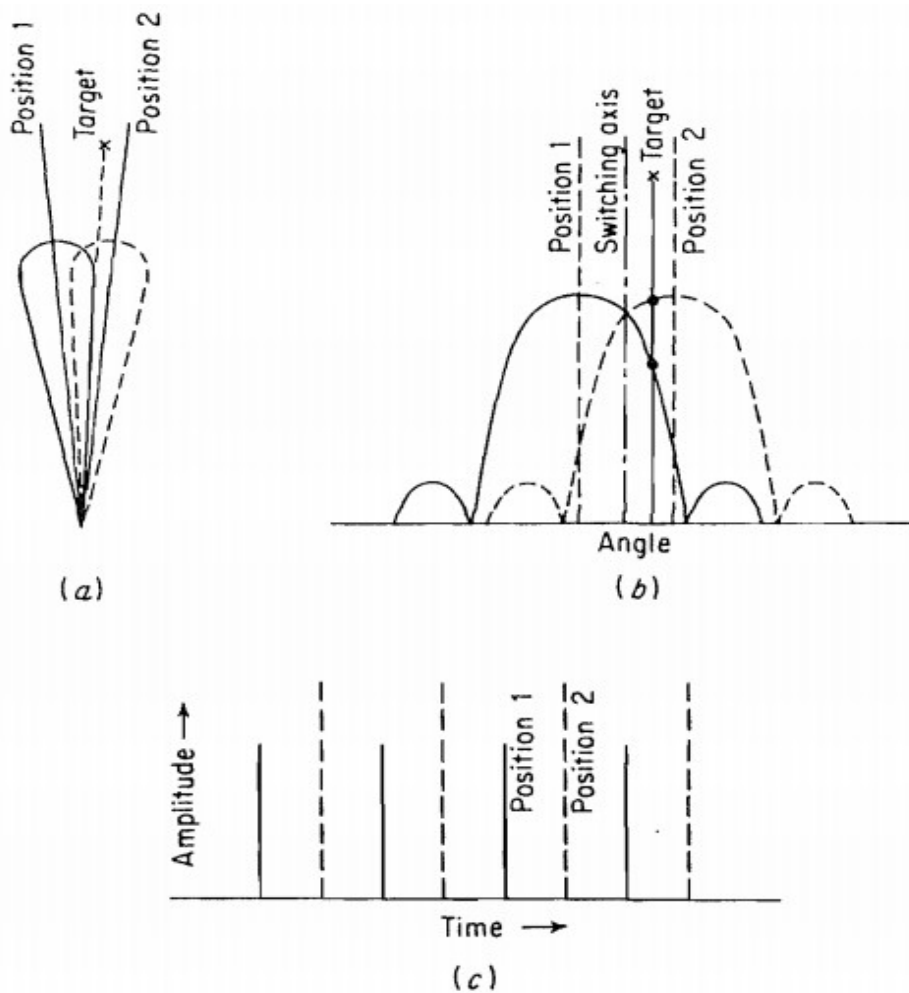 Position 1
Target
Position 2
(a)
Position 1
Switching axis
Target
Position 2
Angle
(b)
Amplitude
Position 1
Position 2
Time
(c)